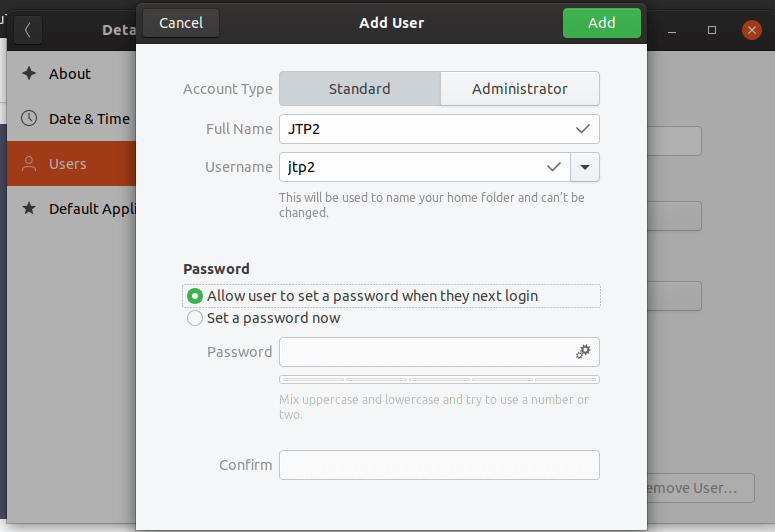 Cancel
Add User
Add
Deta
About
Date & Time
Users
Default Appli
Account Type
Standard
Administrator
Full Name
JTP2
Username
jtp2
This will be used to name your home folder and can't be
changed.
Password
Allow user to set a password when they next login
Set a password now
Password
Mix uppercase and lowercase and try to use a number or
two.
Confirm
emove User...